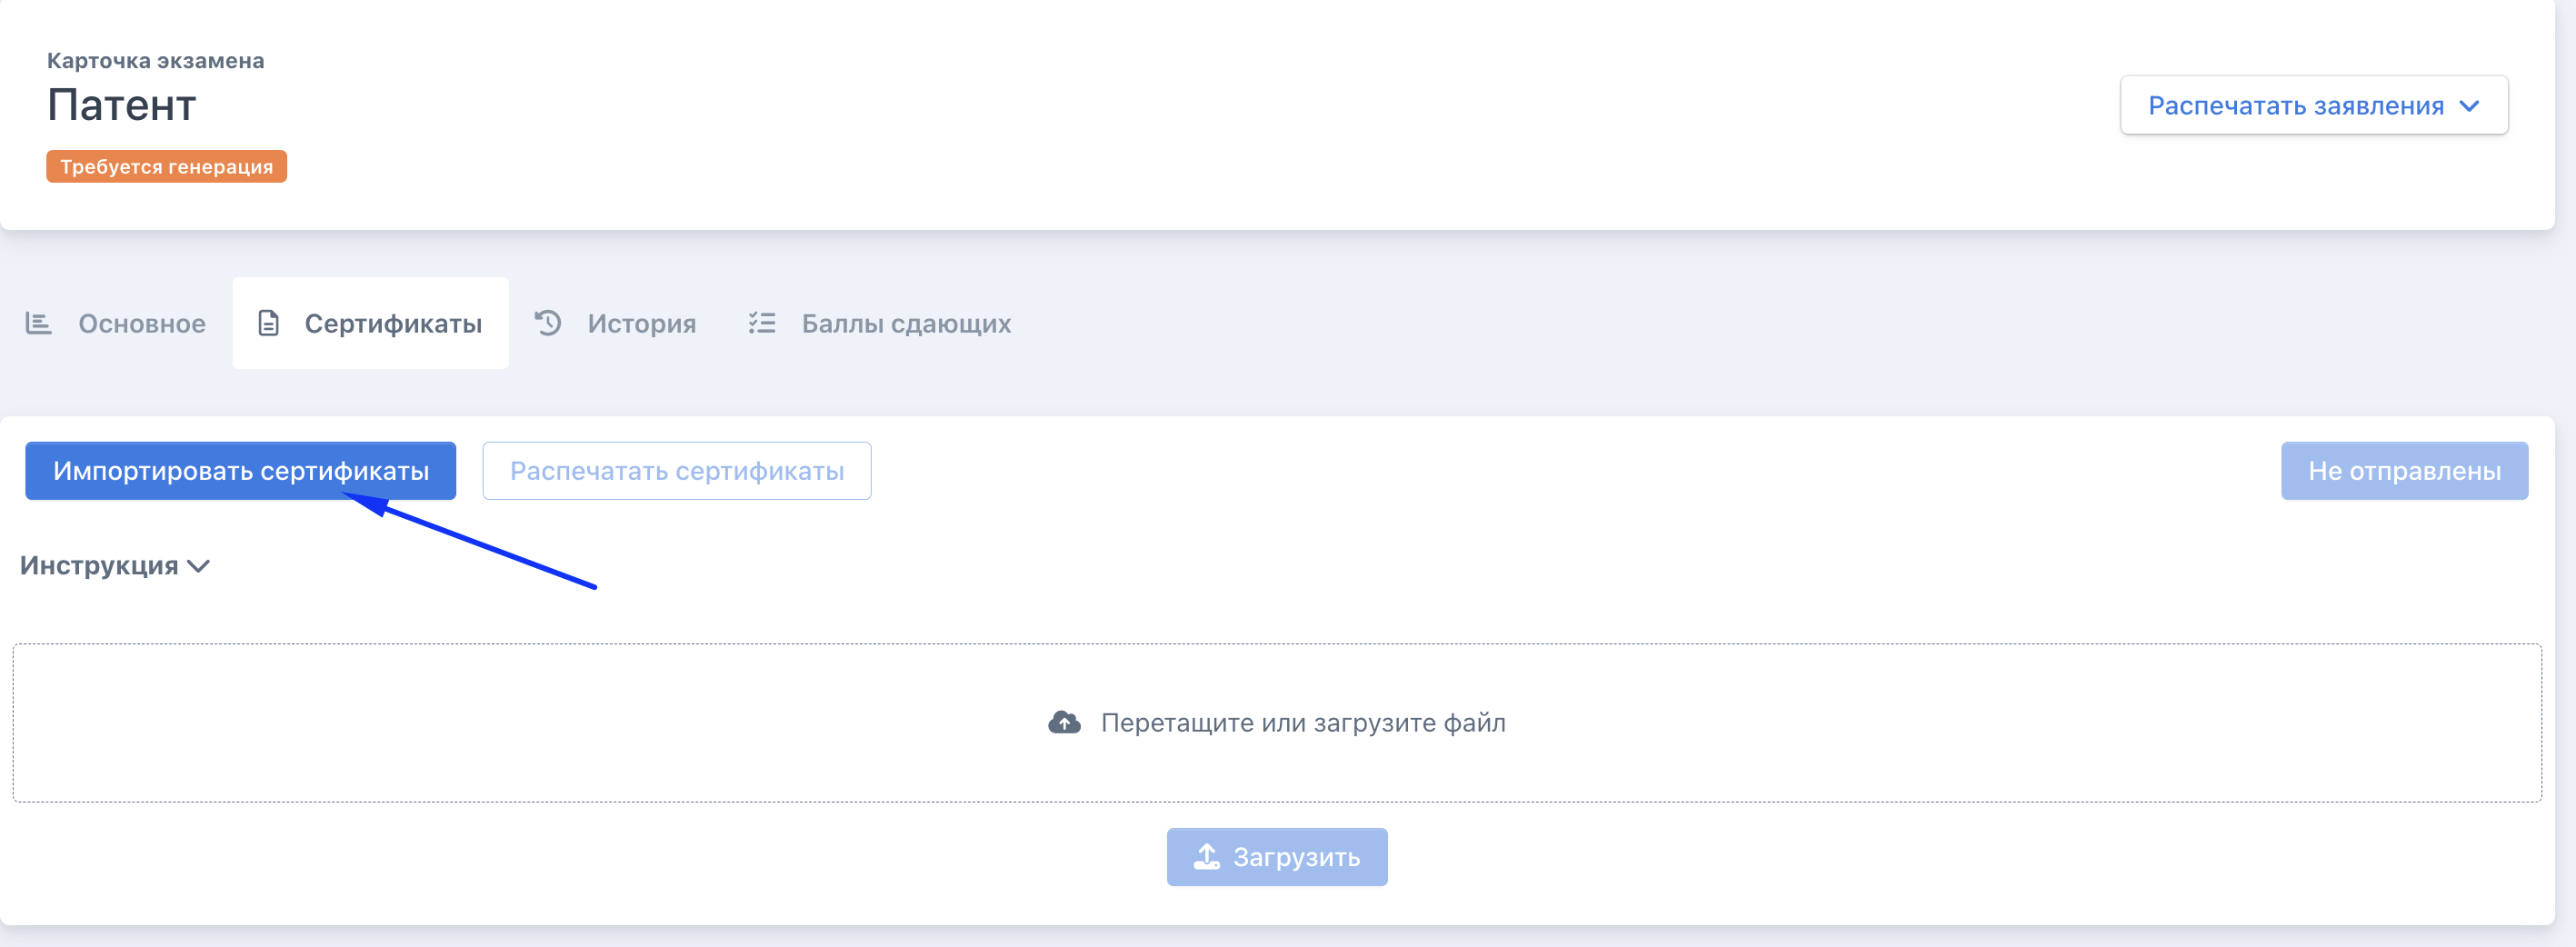 Карточка экзамена
Патент
Требуется генерация
Распечатать заявления
Основное
Сертификаты
История
Баллы сдающих
Импортировать сертификаты
Распечатать сертификаты
Не отправлены
Инструкция
Перетащите или загрузите файл
Загрузить